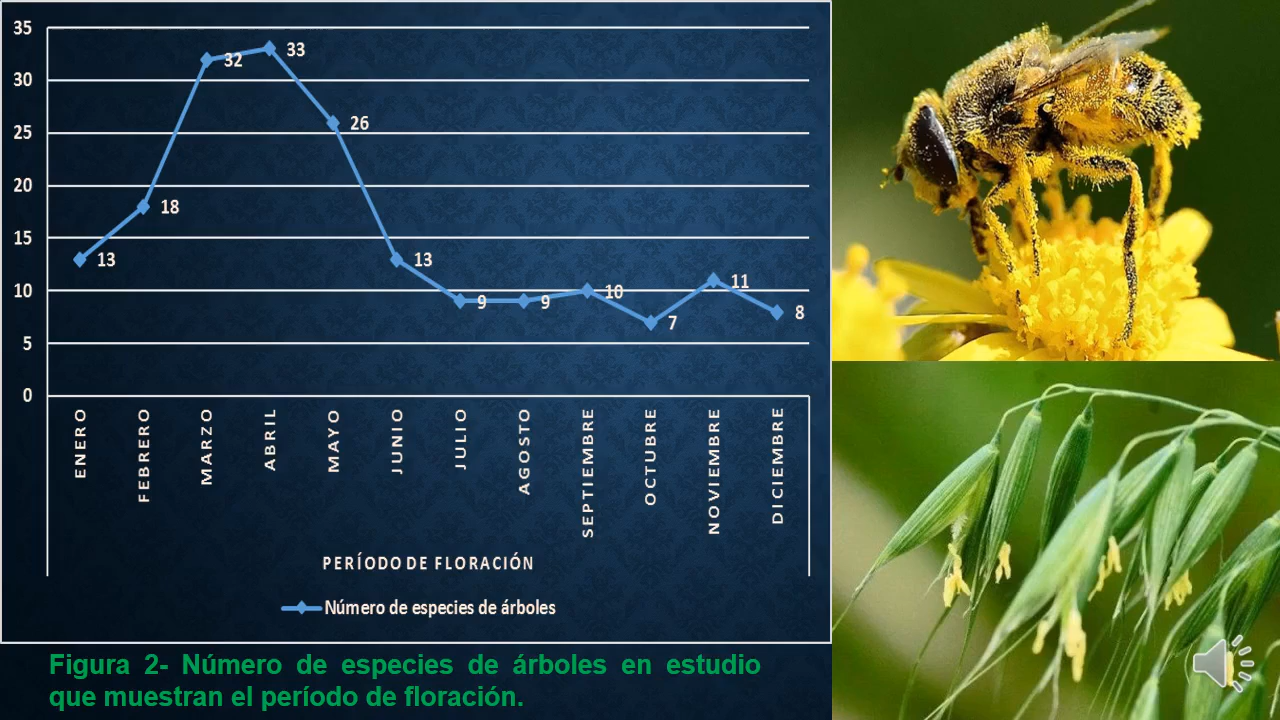 35
30
25
20
15
10
5
0
13
18
32
33
26
13
9
9
10
7
11
8
ENERO
FEBRERO
MARZO
ABRIL
MAYO
JUNIO
JULIO
AGOSTO
SEPTIEMBRE
OCTUBRE
NOVIEMBRE
DICIEMBRE
PERÍODO DE FLORACIÓN
Número de especies de árboles
Figura 2- Número de especies de árboles en estudio
que muestran el período de floración.